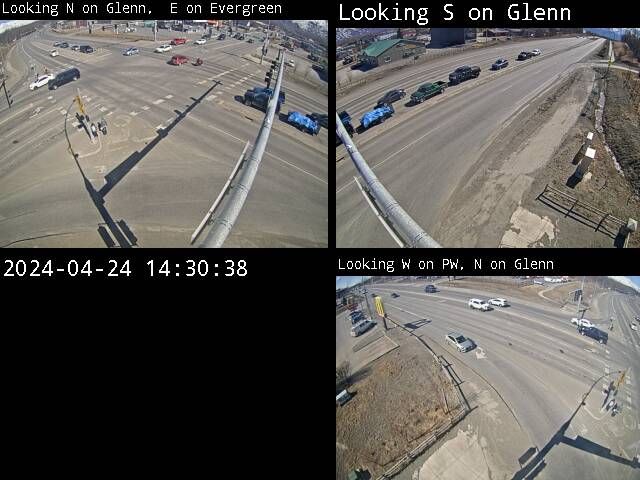 Looking N on Glenn,  E on Evergreen
Looking S on Glenn
2024-04-24 14:30:38
Looking W on PW, N on Glenn